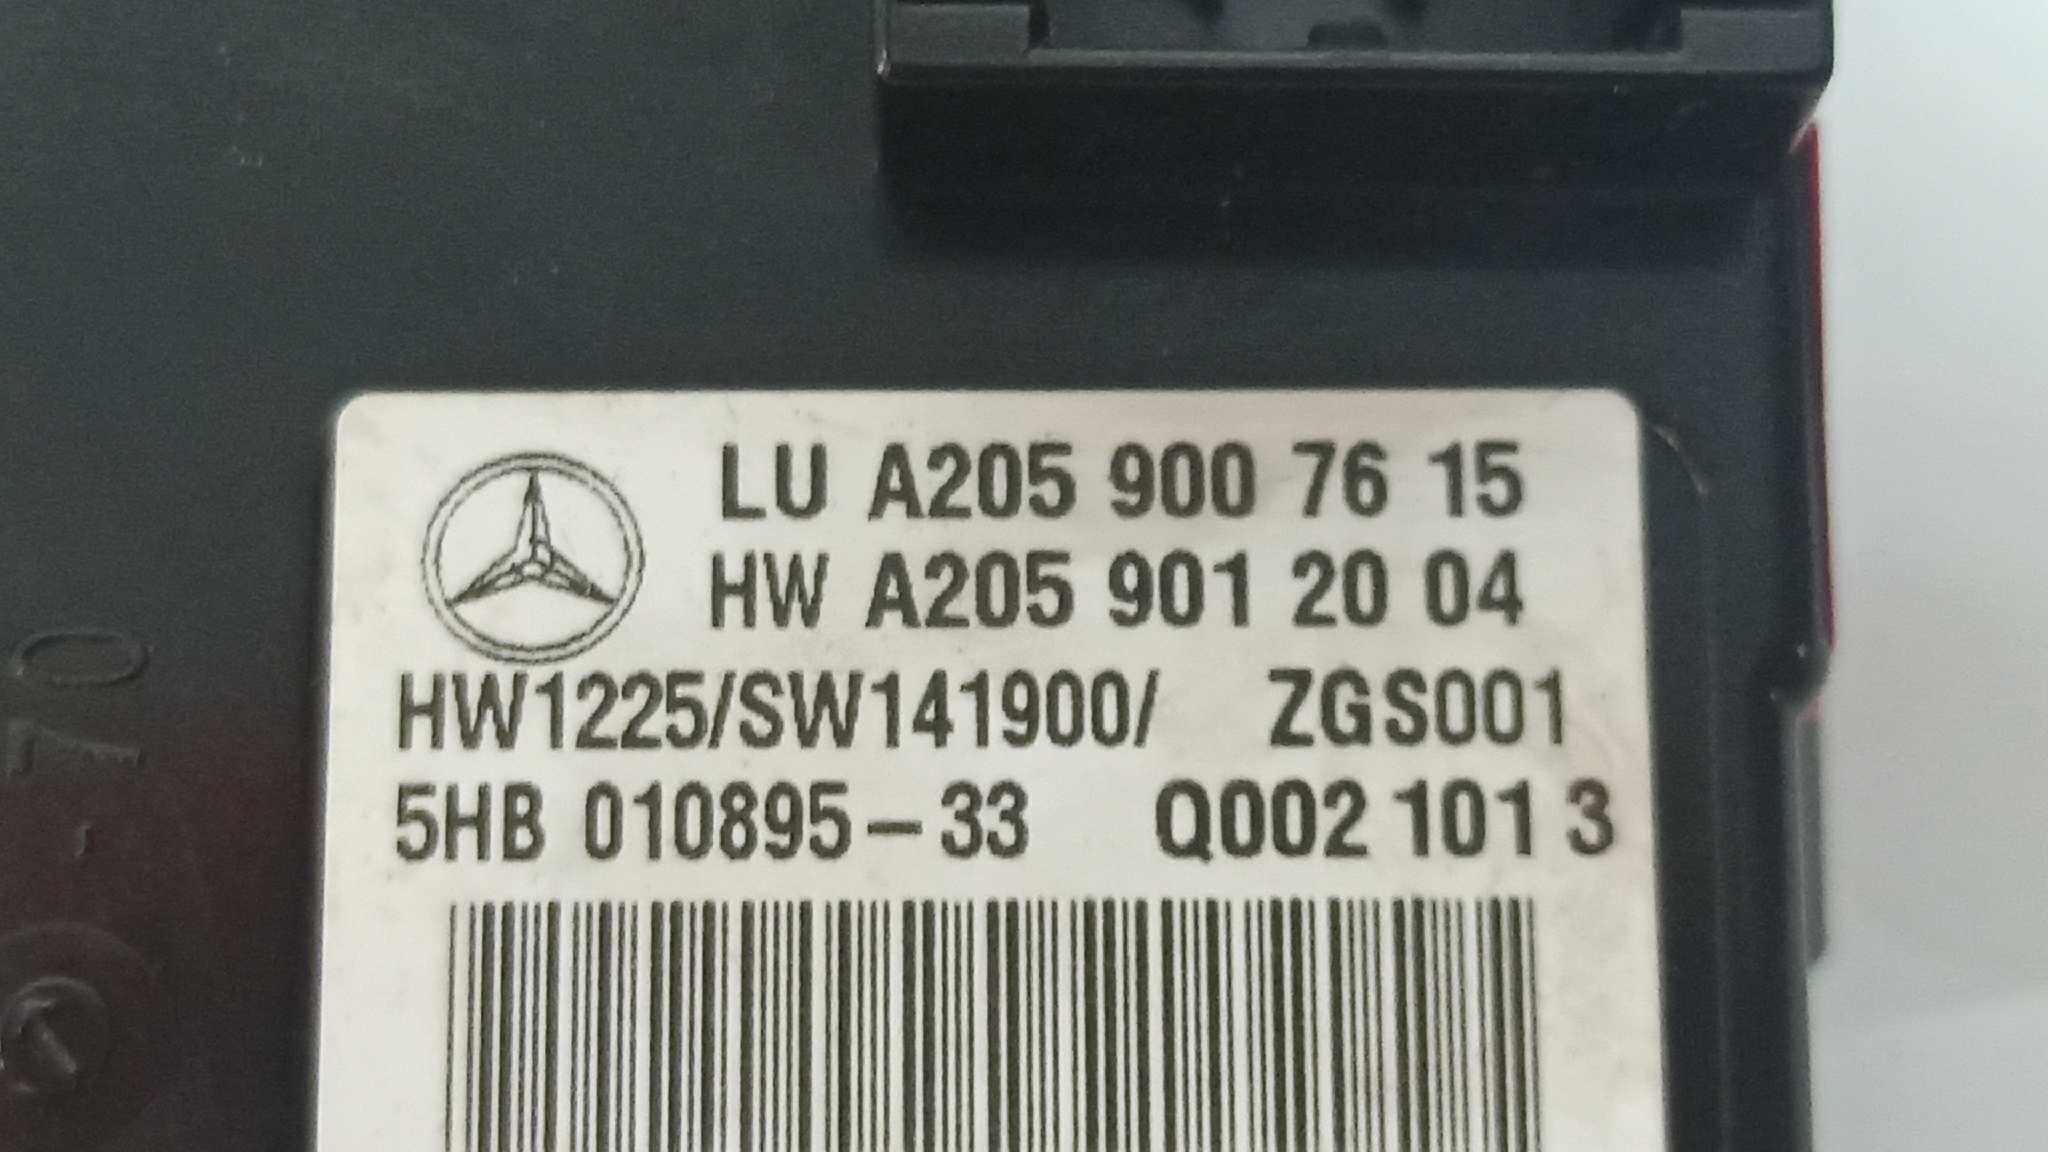 LU A205 900 76 15
HW A205 901 20 04
HW1225/SW141900/ ZGS001
5HB 010895-33 Q002 101 3